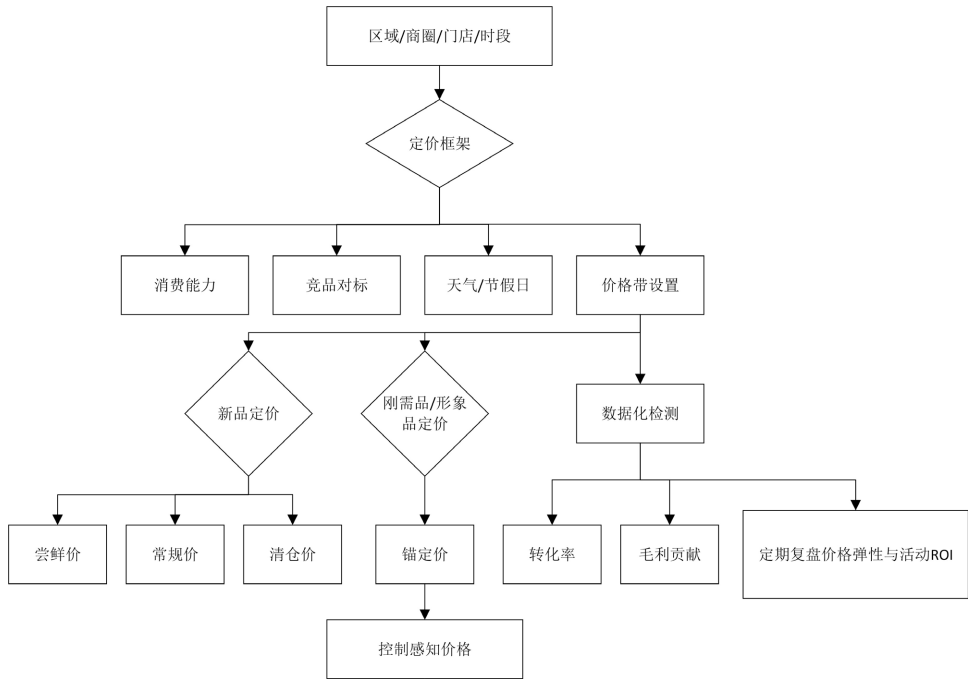 区域/商圈/门店/时段
定价框架
消费能力
竞品对标
天气/节假日
价格带设置
新品定价
刚需品/形象
品定价
数据化检测
尝鲜价
常规价
清仓价
锚定价
转化率
毛利贡献
定期复盘价格弹性与活动ROI
控制感知价格